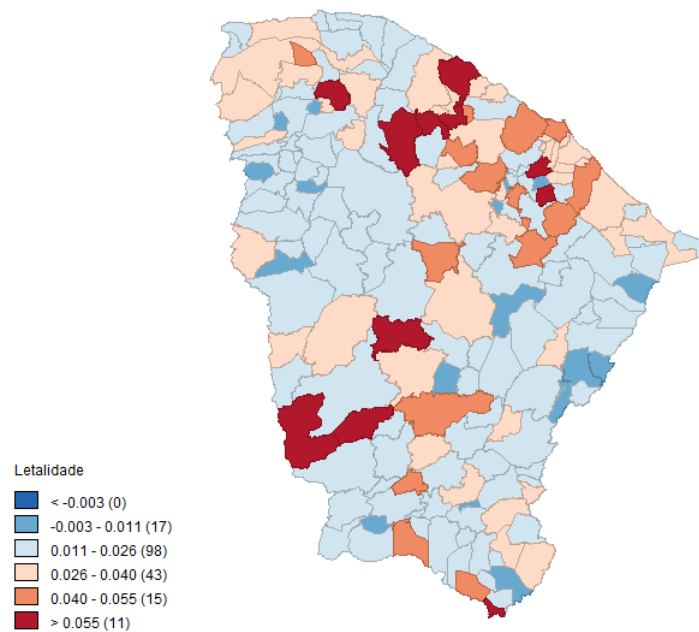 Letalidade
< -0.003 (0)
-0.003 - 0.011 (17)
0.011 - 0.026 (98)
0.026 - 0.040 (43)
0.040 - 0.055 (15)
> 0.055 (11)